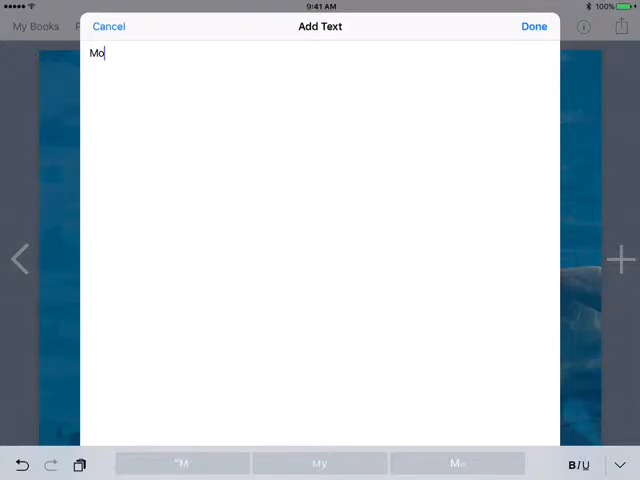 9:41 AM
100%
My Books
Cancel
Add Text
Done
Mo
"M
My
B/U